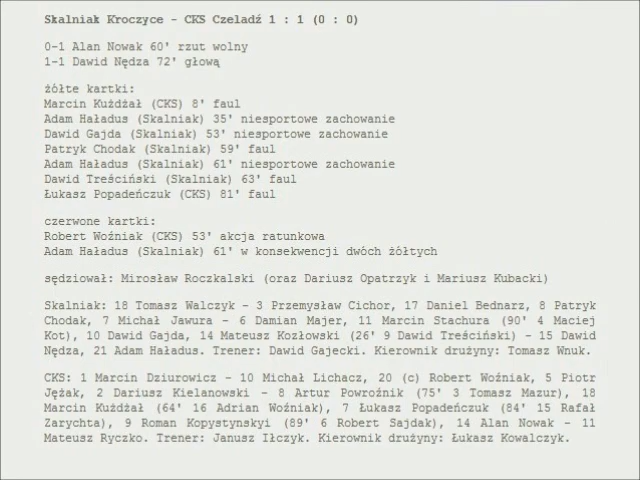 Skalniak Kroczyce - CKS Czeladź 1 : 1 (0 : 0)
0-1 Alan Nowak 60' rzut wolny
1-1 Dawid Nędza 72' głową
żółte kartki:
Marcin Kużdżał (CKS) 8' faul
Adam Haładus (Skalniak) 35' niesportowe zachowanie
Dawid Gajda (Skalniak) 53' niesportowe zachowanie
Patryk Chodak (Skalniak) 59' faul
Adam Haładus (Skalniak) 61' niesportowe zachowanie
Dawid Treściński (Skalniak) 63' faul
Łukasz Popadeńczuk (CKS) 81' faul
czerwone kartki:
Robert Woźniak (CKS) 53' akcja ratunkowa
Adam Haładus (Skalniak) 61' w konsekwencji dwóch żółtych
sędziował: Mirosław Roczkalski (oraz Dariusz Opatrzyk i Mariusz Kubacki)
Skalniak: 18 Tomasz Walczyk - 3 Przemysław Cichor, 17 Daniel Bednarz, 8 Patryk
Chodak, 7 Michał Jawura - 6 Damian Majer, 11 Marcin Stachura (90' 4 Maciej
Kot), 10 Dawid Gajda, 14 Mateusz Kozłowski (26' 9 Dawid Treściński) - 15 Dawid
Nędza, 21 Adam Haładus. Trener: Dawid Gajecki. Kierownik drużyny: Tomasz Wnuk.
CKS: 1 Marcin Dziurowicz - 10 Michał Lichacz, 20 (c) Robert Woźniak, 5 Piotr
Jężak, 2 Dariusz Kielanowski - 8 Artur Powroźnik (75' 3 Tomasz Mazur), 18
Marcin Kużdżał (64' 16 Adrian Woźniak), 7 Łukasz Popadeńczuk (84' 15 Rafał
Zarychta), 9 Roman Kopystynskyi (89' 6 Robert Sajdak), 14 Alan Nowak - 11
Mateusz Ryczko. Trener: Janusz Iłczyk. Kierownik drużyny: Łukasz Kowalczyk.